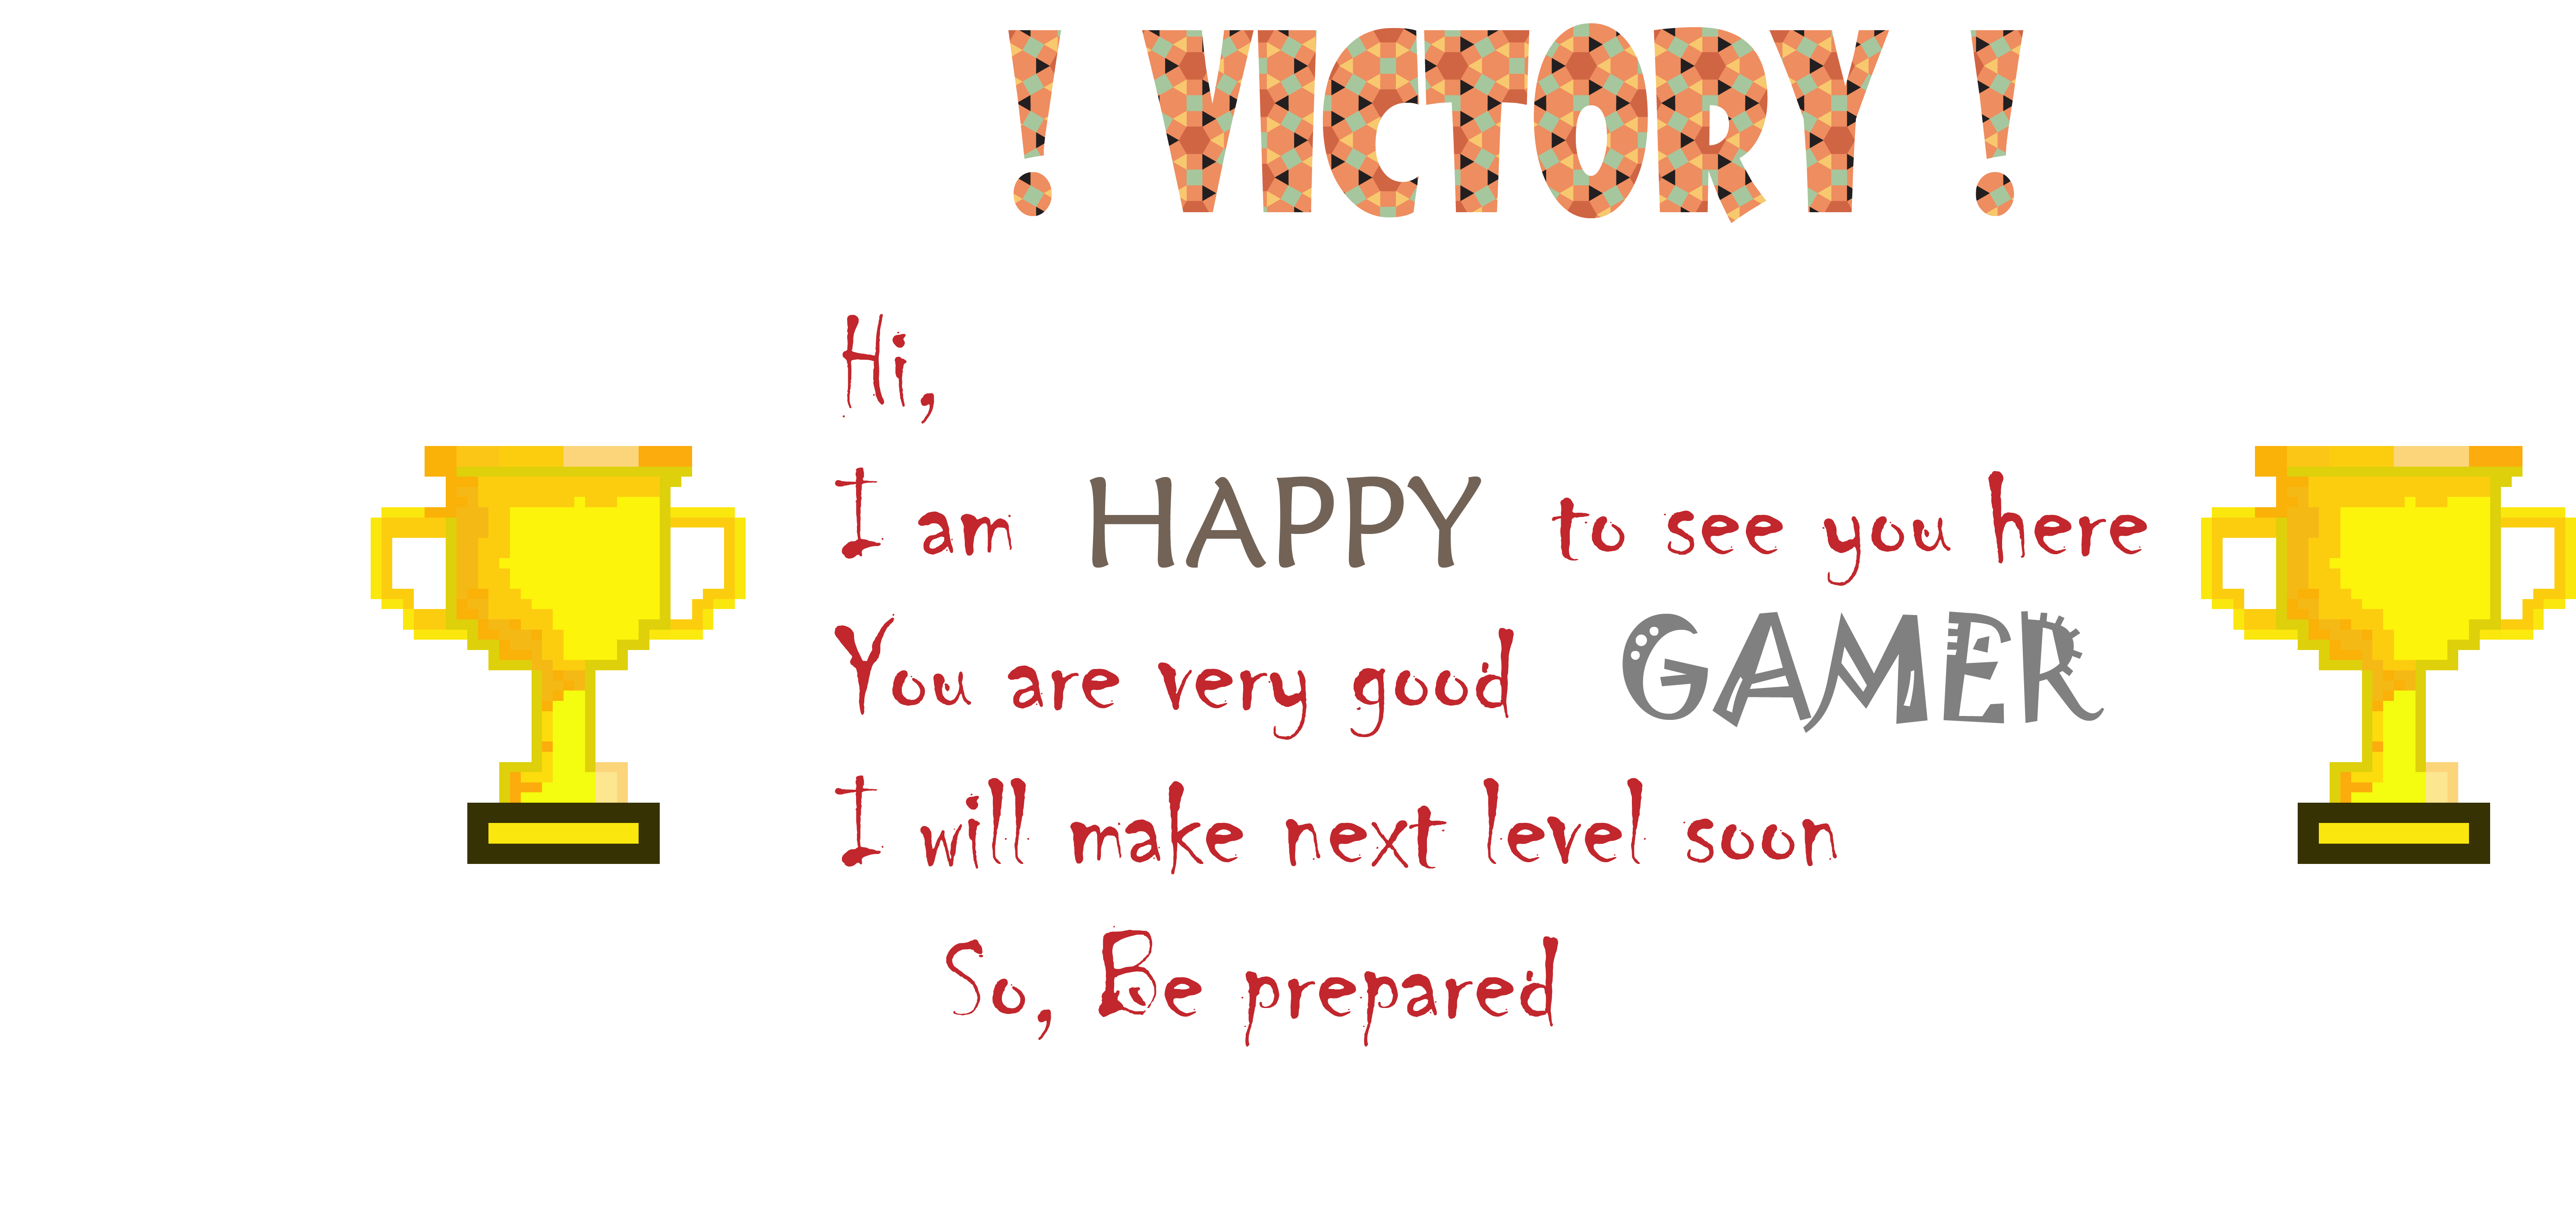 ! VICTORY !
Hi,
I am HAPPY to see you here
You are very good GAMER
I will make next level soon
So, Be prepared